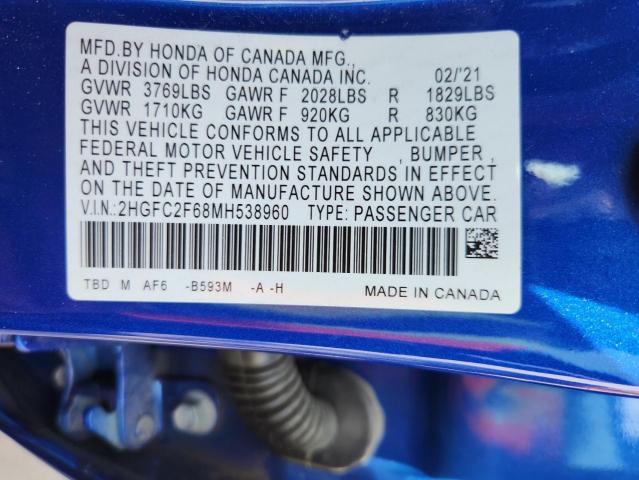 MFD.BY HONDA OF CANADA MFG.,
A DIVISION OF HONDA CANADA INC. 02/'21
GVWR 3769LBS GAWR F 2028LBS R 1829LBS
GVWR 1710KG GAWR F 920KG R 830KG
THIS VEHICLE CONFORMS TO ALL APPLICABLE
FEDERAL MOTOR VEHICLE SAFETY , BUMPER ,
AND THEFT PREVENTION STANDARDS IN EFFECT
ON THE DATE OF MANUFACTURE SHOWN ABOVE.
V.I.N.:2HGFC2F68MH538960 TYPE: PASSENGER CAR
TBD M AF6 -B593M -A -H MADE IN CANADA